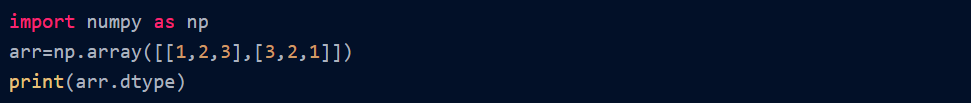 import numpy as np
arr=np.array([[1,2,3],[3,2,1]])
print(arr.dtype)